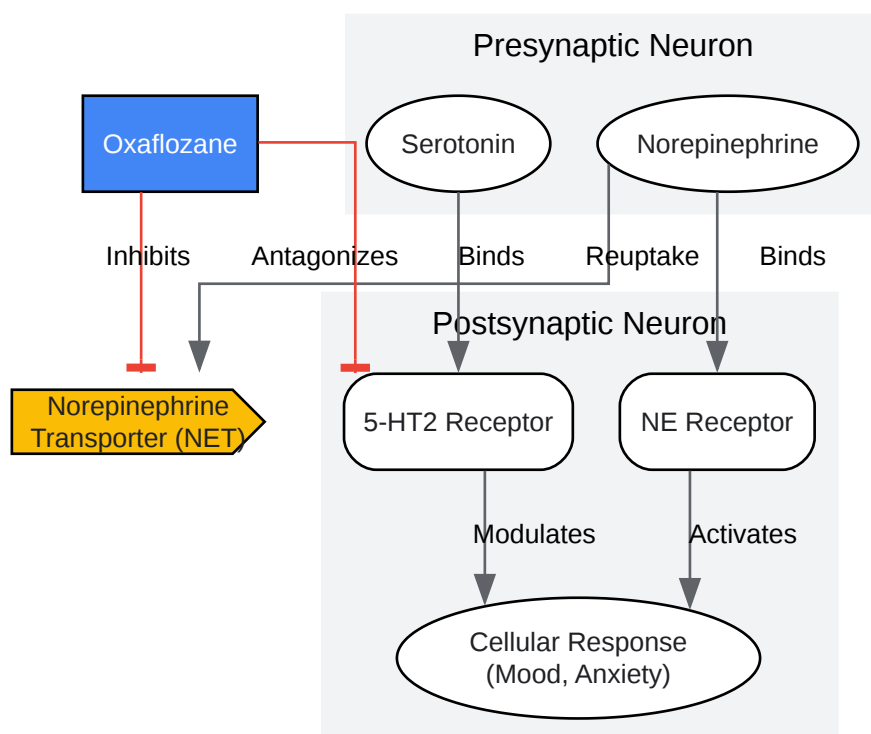 Presynaptic Neuron
Oxaflozane
Serotonin
Norepinephrine
Inhibits
Antagonizes
Binds
Reuptake
Binds
Postsynaptic Neuron
Norepinephrine
Transporter (NET)
5-HT2 Receptor
NE Receptor
Modulates
Activates
Cellular Response
(Mood, Anxiety)